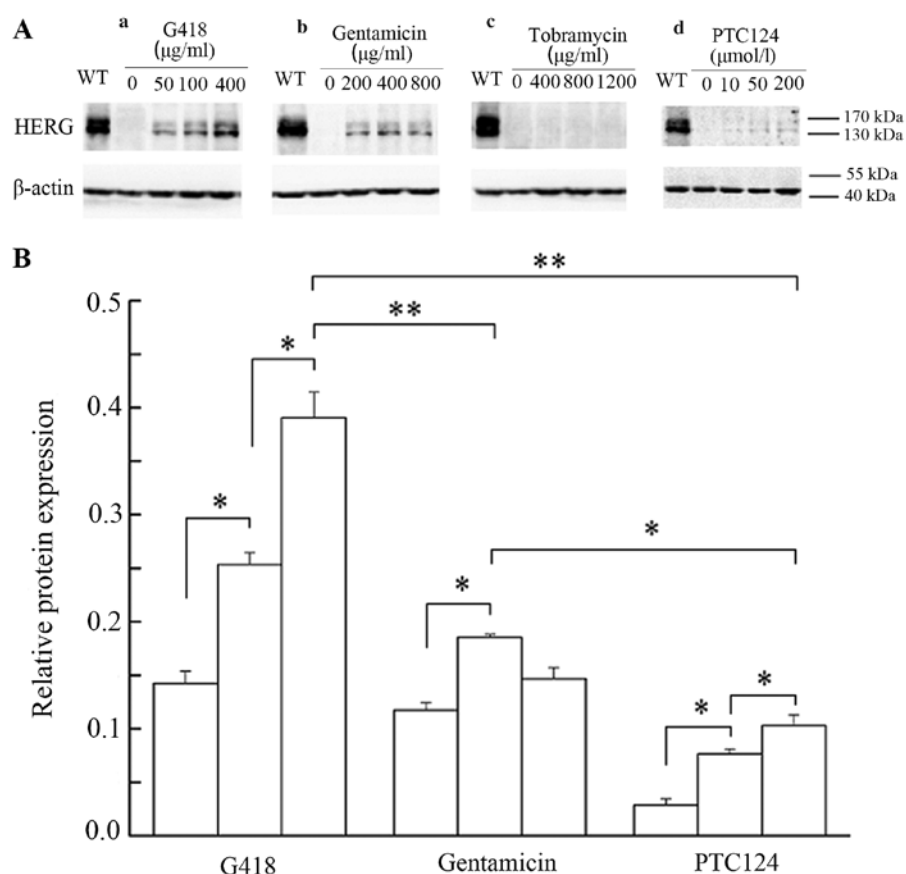 A
a
G418
(μg/ml)
WT 0 50 100 400
b
Gentamicin
(μg/ml)
WT 0 200 400 800
c
Tobramycin
(μg/ml)
WT 0 400 800 1200
d
PTC124
(μmol/l)
WT 0 10 50 200
HERG
170 kDa
130 kDa
β-actin
55 kDa
40 kDa
B
**
**
*
*
*
*
*
*
0.5
0.4
0.3
0.2
0.1
0.0
Relative protein expression
G418 Gentamicin PTC124